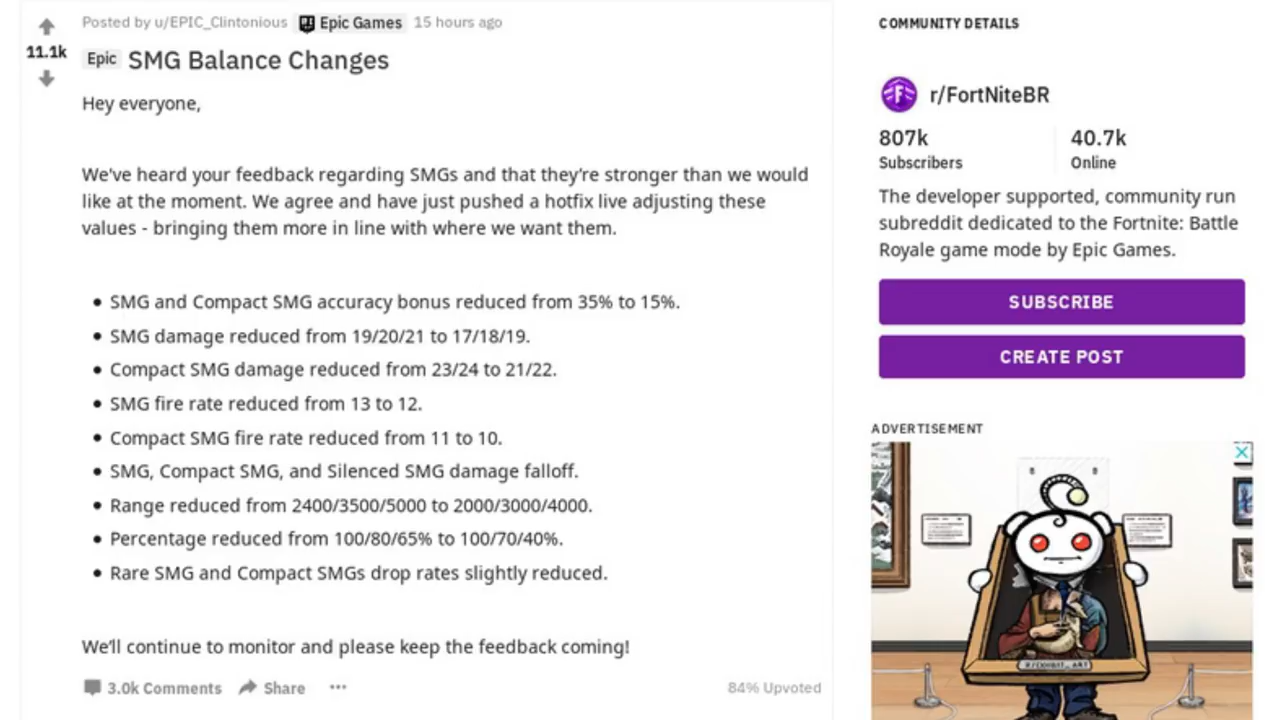 Posted by u/EPIC_Clintonious Epic Games 15 hours ago
11.1k
Epic SMG Balance Changes
Hey everyone,
We've heard your feedback regarding SMGs and that they're stronger than we would
like at the moment. We agree and have just pushed a hotfix live adjusting these
values - bringing them more in line with where we want them.
• SMG and Compact SMG accuracy bonus reduced from 35% to 15%.
• SMG damage reduced from 19/20/21 to 17/18/19.
• Compact SMG damage reduced from 23/24 to 21/22.
• SMG fire rate reduced from 13 to 12.
• Compact SMG fire rate reduced from 11 to 10.
• SMG, Compact SMG, and Silenced SMG damage falloff.
• Range reduced from 2400/3500/5000 to 2000/3000/4000.
• Percentage reduced from 100/80/65% to 100/70/40%.
• Rare SMG and Compact SMGs drop rates slightly reduced.
We'll continue to monitor and please keep the feedback coming!
3.0k Comments Share ••• 84% Upvoted
COMMUNITY DETAILS
r/FortNiteBR
807k 40.7k
Subscribers Online
The developer supported, community run
subreddit dedicated to the Fortnite: Battle
Royale game mode by Epic Games.
SUBSCRIBE
CREATE POST
ADVERTISEMENT
R/EXHIBIT_ART